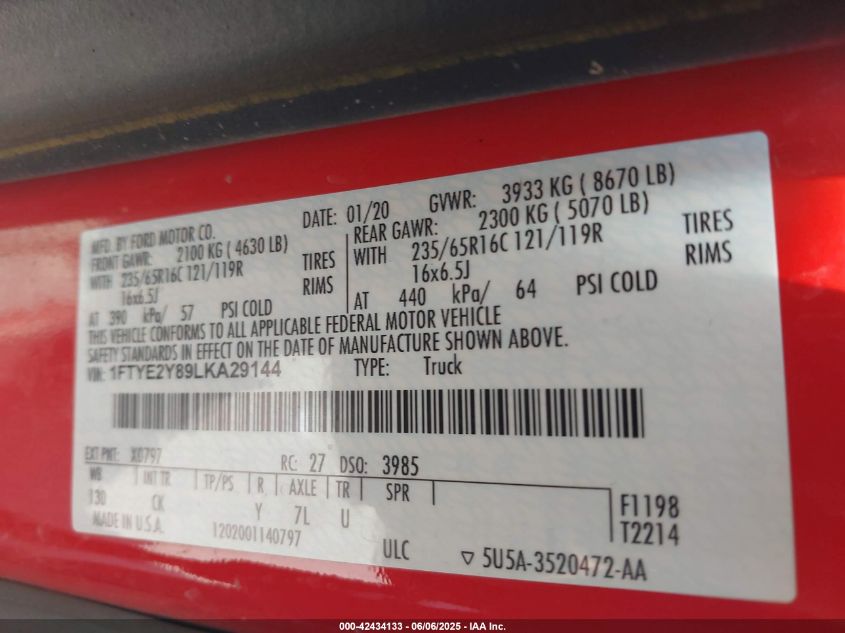 MFD. BY FORD MOTOR CO. DATE: 01/20 GVWR: 3933 KG ( 8670 LB)
FRONT GAWR: 2100 KG ( 4630 LB) REAR GAWR: 2300 KG ( 5070 LB)
WITH 235/65R16C 121/119R TIRES WITH 235/65R16C 121/119R TIRES
16x6.5J RIMS 16x6.5J RIMS
AT 390 kPa/ 57 PSI COLD AT 440 kPa/ 64 PSI COLD
THIS VEHICLE CONFORMS TO ALL APPLICABLE FEDERAL MOTOR VEHICLE
SAFETY STANDARDS IN EFFECT ON THE DATE OF MANUFACTURE SHOWN ABOVE.
VIN: 1FTYE2Y89LKA29144 TYPE: Truck
EXT PNT: X0797 RC: 27 DSO: 3985
WB INT TR TP/PS R AXLE TR SPR
130 CK Y 7L U F1198
MADE IN U.S.A. 1202001140797 T2214
ULC ▽ 5U5A-3520472-AA
000-42434133 - 06/06/2025 - IAA Inc.